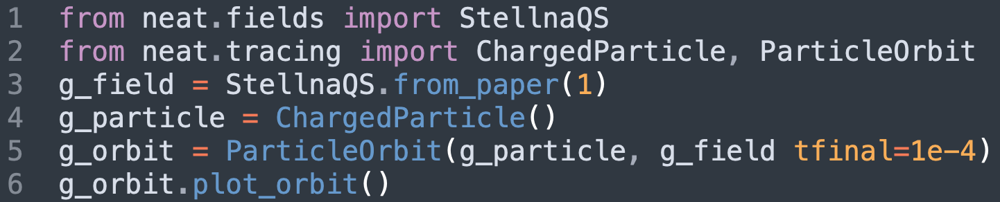 1 from neat.fields import StellnaQS
2 from neat.tracing import ChargedParticle, ParticleOrbit
3 g_field = StellnaQS.from_paper(1)
4 g_particle = ChargedParticle()
5 g_orbit = ParticleOrbit(g_particle, g_field tfinal=1e-4)
6 g_orbit.plot_orbit()